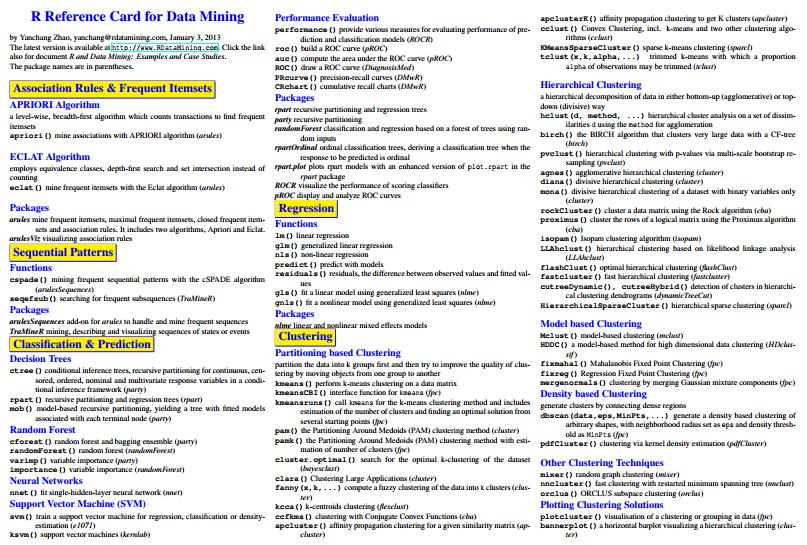 R Reference Card for Data Mining
by Yanchang Zhao, yanchang@rdatamining.com, January 3, 2013
The latest version is available at http://www.RDataMining.com. Click the link
also for document R and Data Mining: Examples and Case Studies.
The package names are in parentheses.
Association Rules & Frequent Itemsets
APRIORI Algorithm
a level-wise, breadth-first algorithm which counts transactions to find frequent
itemsets
apriori() mine associations with APRIORI algorithm (arules)
ECLAT Algorithm
employs equivalence classes, depth-first search and set intersection instead of
counting
eclat() mine frequent itemsets with the Eclat algorithm (arules)
Packages
arules mine frequent itemsets, maximal frequent itemsets, closed frequent item-
sets and association rules. It includes two algorithms, Apriori and Eclat.
arulesViz visualizing association rules
Sequential Patterns
Functions
cspade() mining frequent sequential patterns with the cSPADE algorithm
(arulesSequences)
seqefsub() searching for frequent subsequences (TraMineR)
Packages
arulesSequences add-on for arules to handle and mine frequent sequences
TraMineR mining, describing and visualizing sequences of states or events
Classification & Prediction
Decision Trees
ctree() conditional inference trees, recursive partitioning for continuous, cen-
sored, ordered, nominal and multivariate response variables in a condi-
tional inference framework (party)
rpart() recursive partitioning and regression trees (rpart)
mob() model-based recursive partitioning, yielding a tree with fitted models
associated with each terminal node (party)
Random Forest
cforest() random forest and bagging ensemble (party)
randomForest() random forest (randomForest)
varimp() variable importance (party)
importance() variable importance (randomForest)
Neural Networks
nnet() fit single-hidden-layer neural network (nnet)
Support Vector Machine (SVM)
svm() train a support vector machine for regression, classification or density-
estimation (e1071)
ksvm() support vector machines (kernlab)
Performance Evaluation
performance() provide various measures for evaluating performance of pre-
diction and classification models (ROCR)
roc() build a ROC curve (pROC)
auc() compute the area under the ROC curve (pROC)
ROC() draw a ROC curve (DiagnosisMed)
PRcurve() precision-recall curves (DMwR)
CRchart() cumulative recall charts (DMwR)
Packages
rpart recursive partitioning and regression trees
party recursive partitioning
randomForest classification and regression based on a forest of trees using ran-
dom inputs
rpartOrdinal ordinal classification trees, deriving a classification tree when the
response to be predicted is ordinal
rpart.plot plots rpart models with an enhanced version of plot.rpart in the
rpart package
ROCR visualize the performance of scoring classifiers
pROC display and analyze ROC curves
Regression
Functions
lm() linear regression
glm() generalized linear regression
nls() non-linear regression
predict() predict with models
residuals() residuals, the difference between observed values and fitted val-
ues
gls() fit a linear model using generalized least squares (nlme)
gnls() fit a nonlinear model using generalized least squares (nlme)
Packages
nlme linear and nonlinear mixed effects models
Clustering
Partitioning based Clustering
partition the data into k groups first and then try to improve the quality of clus-
tering by moving objects from one group to another
kmeans() perform k-means clustering on a data matrix
kmeansCBI() interface function for kmeans (fpc)
kmeansruns() call kmeans for the k-means clustering method and includes
estimation of the number of clusters and finding an optimal solution from
several starting points (fpc)
pam() the Partitioning Around Medoids (PAM) clustering method (cluster)
pamk() the Partitioning Around Medoids (PAM) clustering method with esti-
mation of number of clusters (fpc)
cluster.optimal() search for the optimal k-clustering of the dataset
(bayesclust)
clara() Clustering Large Applications (cluster)
fanny(x,k,...) compute a fuzzy clustering of the data into k clusters (clus-
ter)
kcca() k-centroids clustering (flexclust)
ccfkms() clustering with Conjugate Convex Functions (cba)
apcluster() affinity propagation clustering for a given similarity matrix (ap-
cluster)
apclusterK() affinity propagation clustering to get K clusters (apcluster)
cclust() Convex Clustering, incl. k-means and two other clustering algo-
rithms (cclust)
KMeansSparseCluster() sparse k-means clustering (sparcl)
tclust(x,k,alpha,...) trimmed k-means with which a proportion
alpha of observations may be trimmed (tclust)
Hierarchical Clustering
a hierarchical decomposition of data in either bottom-up (agglomerative) or top-
down (divisive) way
hclust(d, method, ...) hierarchical cluster analysis on a set of dissim-
ilarities d using the method for agglomeration
birch() the BIRCH algorithm that clusters very large data with a CF-tree
(birch)
pvclust() hierarchical clustering with p-values via multi-scale bootstrap re-
sampling (pvclust)
agnes() agglomerative hierarchical clustering (cluster)
diana() divisive hierarchical clustering (cluster)
mona() divisive hierarchical clustering of a dataset with binary variables only
(cluster)
rockCluster() cluster a data matrix using the Rock algorithm (cba)
proximus() cluster the rows of a logical matrix using the Proximus algorithm
(cba)
isopam() Isopam clustering algorithm (isopam)
LLAhclust() hierarchical clustering based on likelihood linkage analysis
(LLAhclust)
flashClust() optimal hierarchical clustering (flashClust)
fastcluster() fast hierarchical clustering (fastcluster)
cutreeDynamic(), cutreeHybrid() detection of clusters in hierarchi-
cal clustering dendrograms (dynamicTreeCut)
HierarchicalSparseCluster() hierarchical sparse clustering (sparcl)
Model based Clustering
Mclust() model-based clustering (mclust)
HDDC() a model-based method for high dimensional data clustering (HDclas-
sif)
fixmahal() Mahalanobis Fixed Point Clustering (fpc)
fixreg() Regression Fixed Point Clustering (fpc)
mergenormals() clustering by merging Gaussian mixture components (fpc)
Density based Clustering
generate clusters by connecting dense regions
dbscan(data,eps,MinPts,...) generate a density based clustering of
arbitrary shapes, with neighborhood radius set as eps and density thresh-
old as MinPts (fpc)
pdfCluster() clustering via kernel density estimation (pdfCluster)
Other Clustering Techniques
mixer() random graph clustering (mixer)
nncluster() fast clustering with restarted minimum spanning tree (nnclust)
orclus() ORCLUS subspace clustering (orclus)
Plotting Clustering Solutions
plotcluster() visualisation of a clustering or grouping in data (fpc)
bannerplot() a horizontal barplot visualizing a hierarchical clustering (clus-
ter)